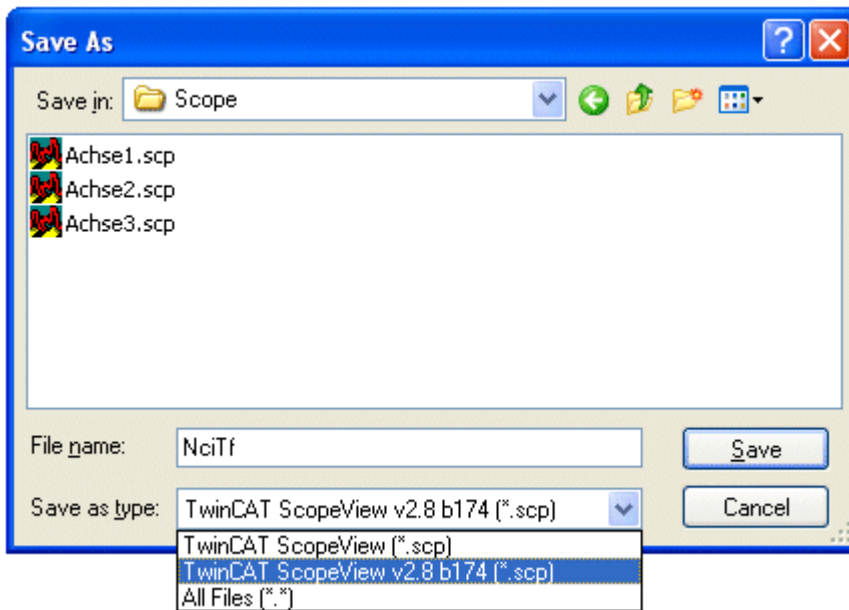 Save As
Save in: Scope
Achse1.scp
Achse2.scp
Achse3.scp
File name: NciTf Save
Save as type: TwinCAT ScopeView v2.8 b174 (*.scp) Cancel
TwinCAT ScopeView (*.scp)
TwinCAT ScopeView v2.8 b174 (*.scp)
All Files (*.*)